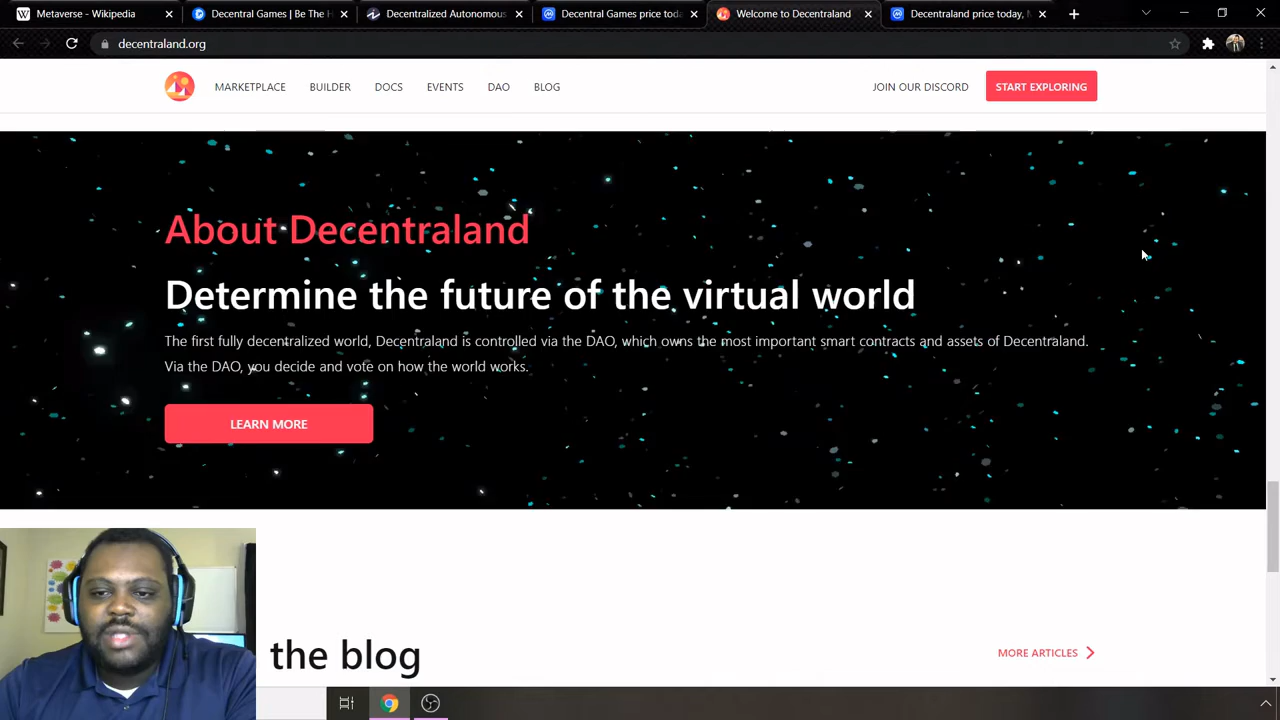 Metaverse - Wikipedia
Decentral Games | Be The H
Decentralized Autonomous
Decentral Games price toda
Welcome to Decentraland
Decentraland price today, M
decentraland.org
MARKETPLACE BUILDER DOCS EVENTS DAO BLOG
JOIN OUR DISCORD START EXPLORING
About Decentraland
Determine the future of the virtual world
The first fully decentralized world, Decentraland is controlled via the DAO, which owns the most important smart contracts and assets of Decentraland.
Via the DAO, you decide and vote on how the world works.
LEARN MORE
the blog
MORE ARTICLES